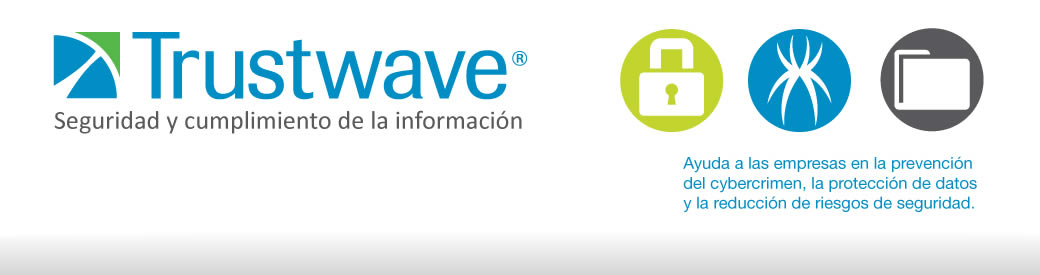 Trustwave®
Seguridad y cumplimiento de la información
Ayuda a las empresas en la prevención
del cybercrimen, la protección de datos
y la reducción de riesgos de seguridad.